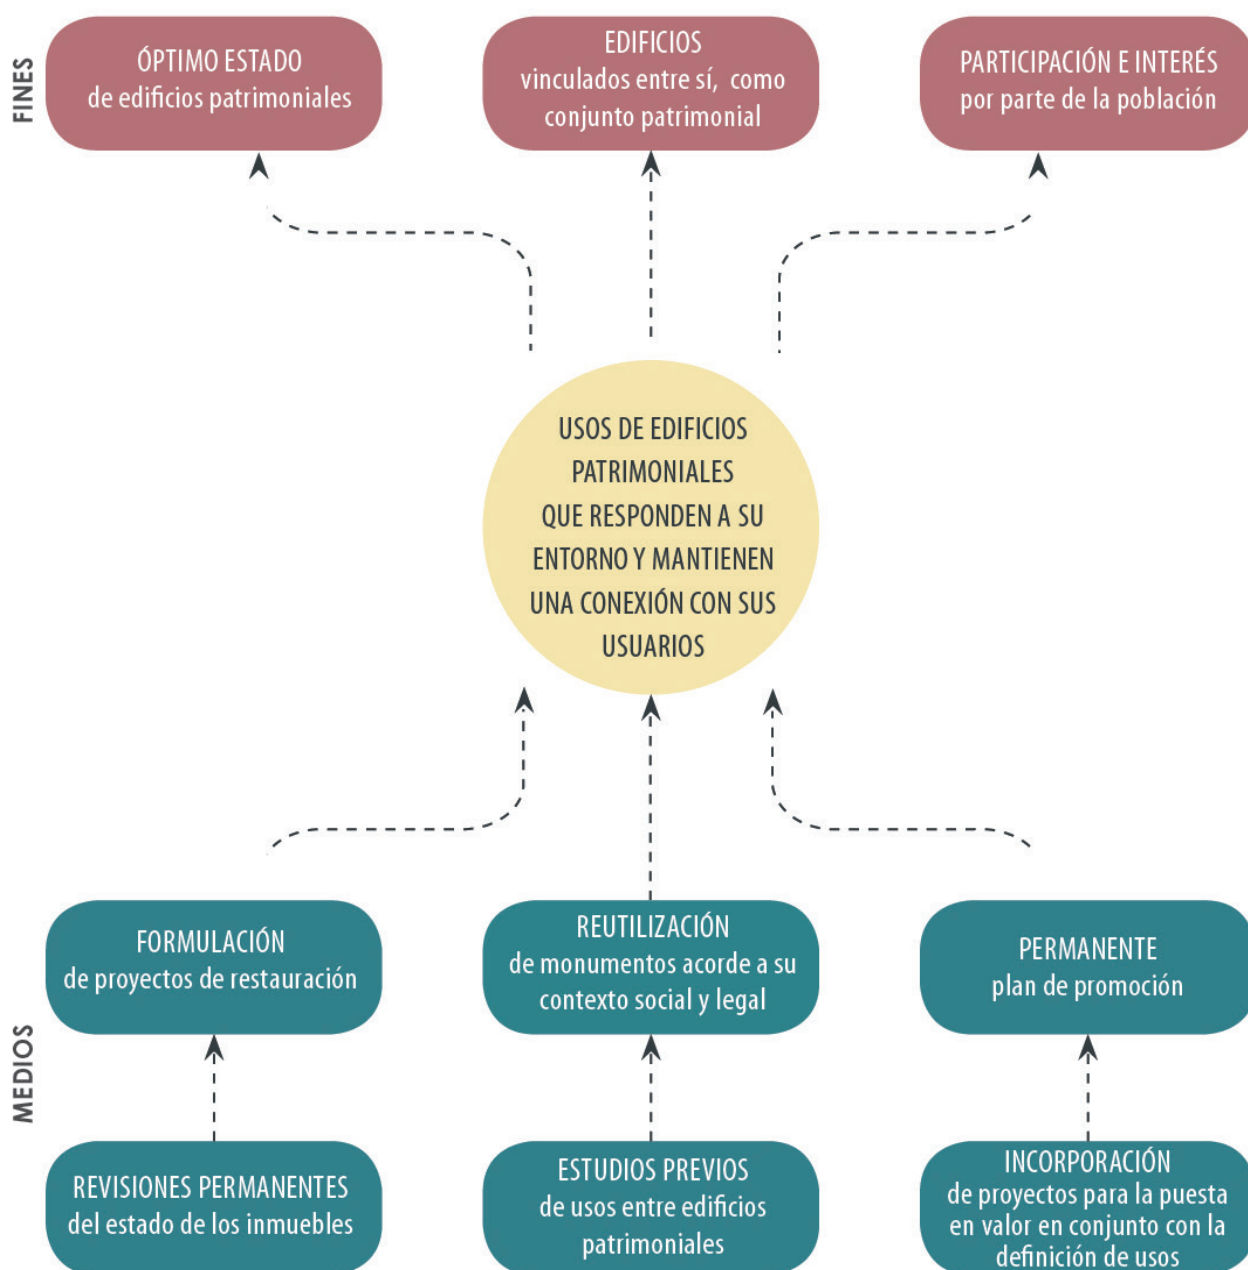 FINES
ÓPTIMO ESTADO
de edificios patrimoniales
EDIFICIOS
vinculados entre sí, como
conjunto patrimonial
PARTICIPACIÓN E INTERÉS
por parte de la población
USOS DE EDIFICIOS
PATRIMONIALES
QUE RESPONDEN A SU
ENTORNO Y MANTIENEN
UNA CONEXIÓN CON SUS
USUARIOS
MEDIOS
FORMULACIÓN
de proyectos de restauración
REUTILIZACIÓN
de monumentos acorde a su
contexto social y legal
PERMANENTE
plan de promoción
REVISIONES PERMANENTES
del estado de los inmuebles
ESTUDIOS PREVIOS
de usos entre edificios
patrimoniales
INCORPORACIÓN
de proyectos para la puesta
en valor en conjunto con la
definición de usos